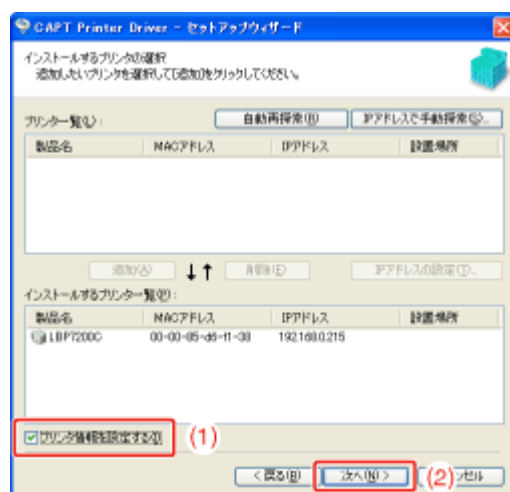 CAPT Printer Driver - セットアップウィザード
インストールするプリンタの選択
追加したいプリンタを選択して[追加]をクリックしてください。
プリンタ一覧(L):
自動再探索(R)
IPアドレスで手動探索(S)...
製品名 MACアドレス IPアドレス 設置場所
追加(A) ↓↑ 削除(E) IPアドレスの設定(T)...
インストールするプリンタ一覧(P):
製品名 MACアドレス IPアドレス 設置場所
LBP7200C 192.168.0.215
プリンタ情報を設定する(I) (1)
< 戻る(B) 次へ(N) > (2) ンセル